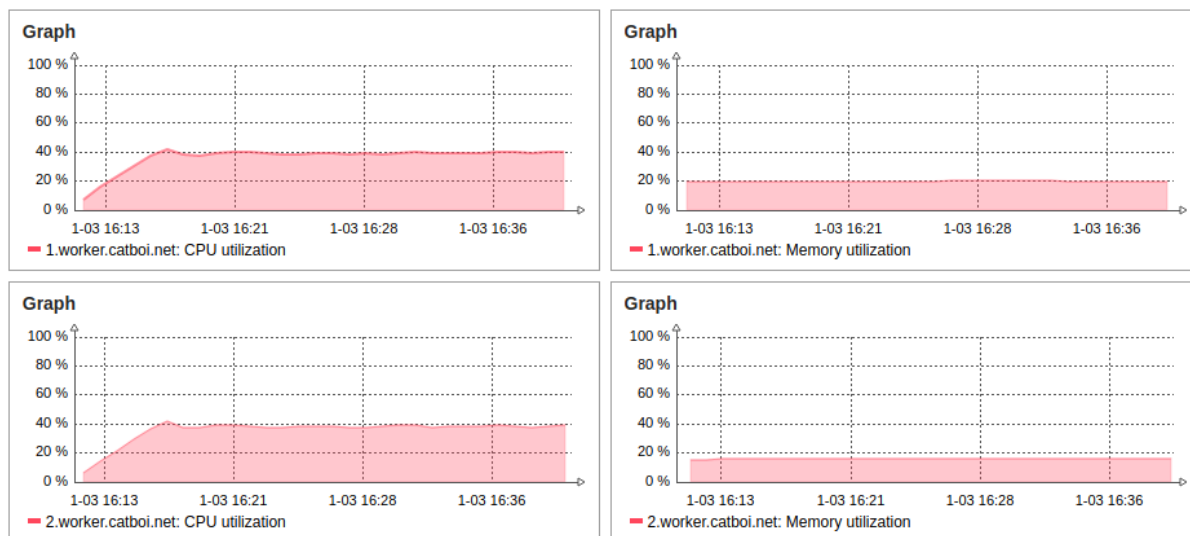 Graph
100 %
80 %
60 %
40 %
20 %
0 %
1-03 16:13 1-03 16:21 1-03 16:28 1-03 16:36
1.worker.catboi.net: CPU utilization
Graph
100 %
80 %
60 %
40 %
20 %
0 %
1-03 16:13 1-03 16:21 1-03 16:28 1-03 16:36
1.worker.catboi.net: Memory utilization
Graph
100 %
80 %
60 %
40 %
20 %
0 %
1-03 16:13 1-03 16:21 1-03 16:28 1-03 16:36
2.worker.catboi.net: CPU utilization
Graph
100 %
80 %
60 %
40 %
20 %
0 %
1-03 16:13 1-03 16:21 1-03 16:28 1-03 16:36
2.worker.catboi.net: Memory utilization